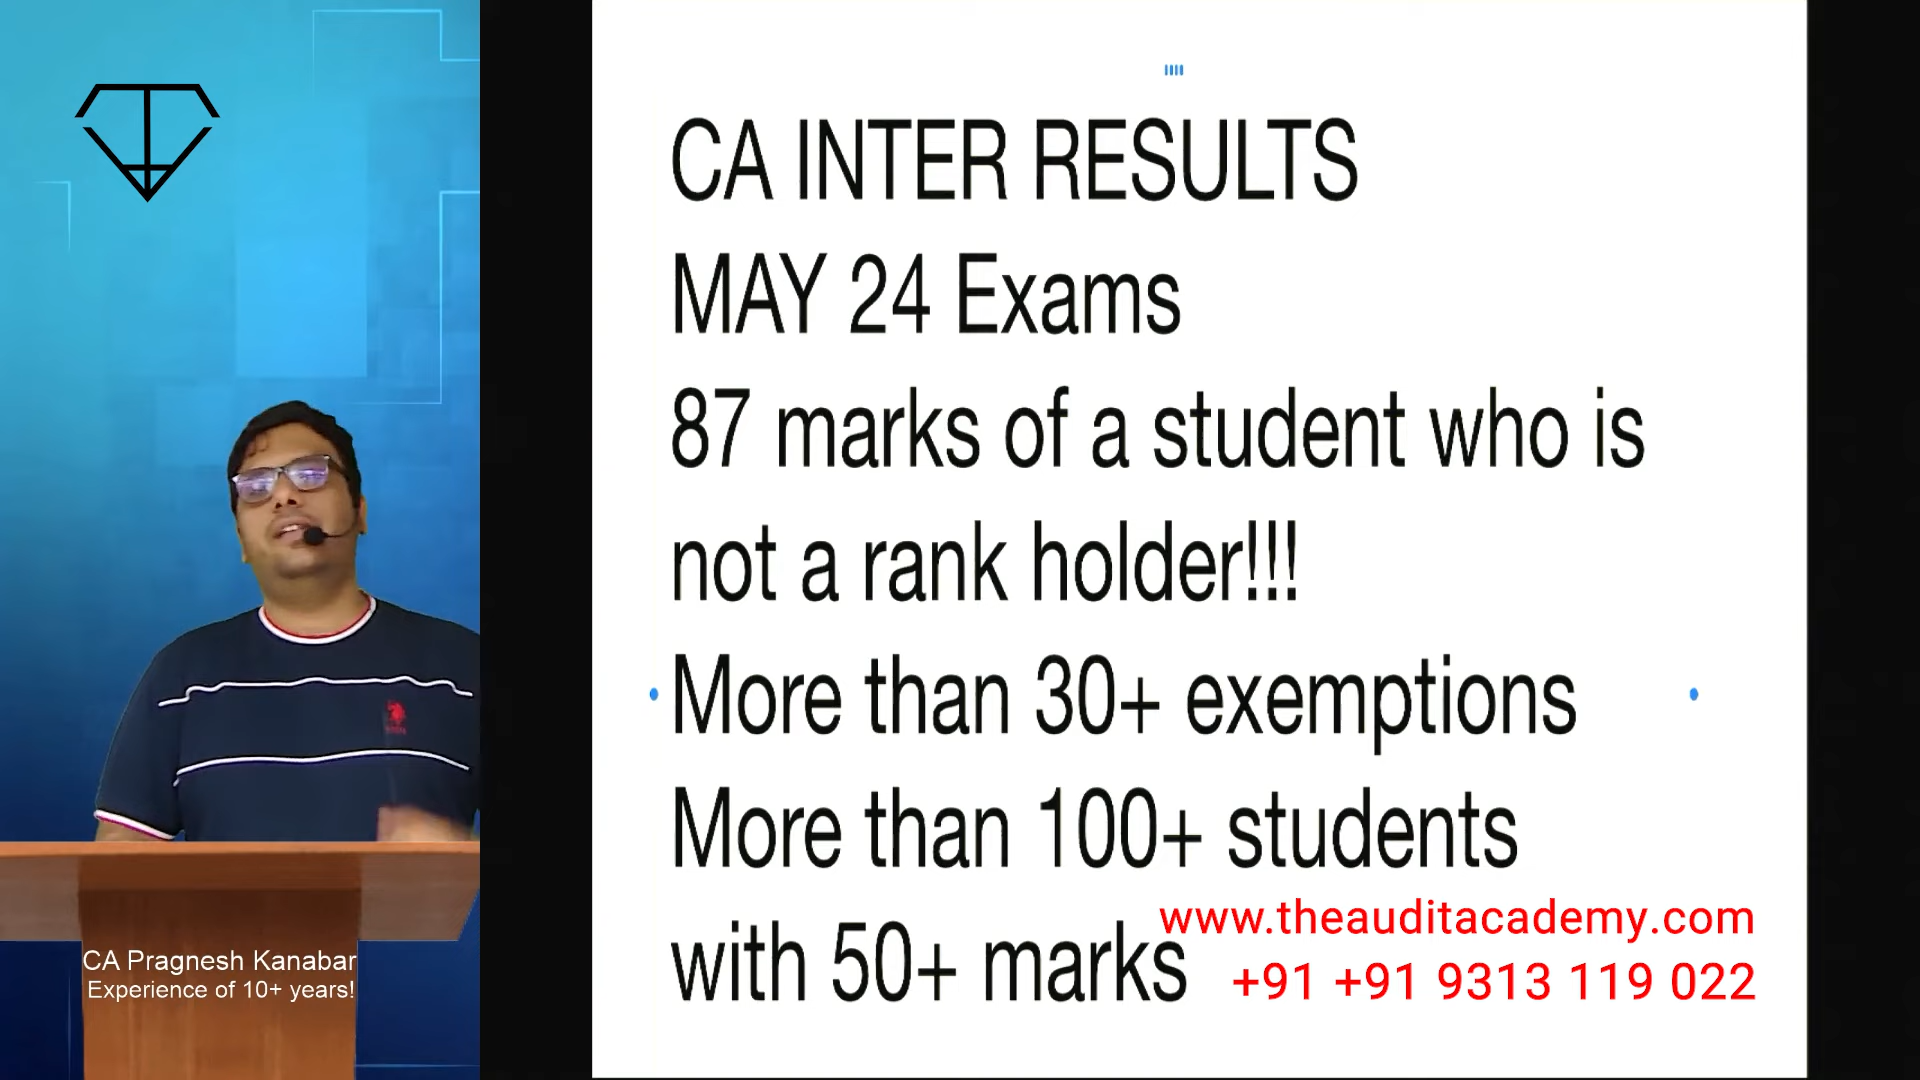 CA INTER RESULTS
MAY 24 Exams
87 marks of a student who is
not a rank holder!!!
More than 30+ exemptions
More than 100+ students
with 50+ marks
www.theauditacademy.com
+91 +91 9313 119 022
CA Pragnesh Kanabar
Experience of 10+ years!